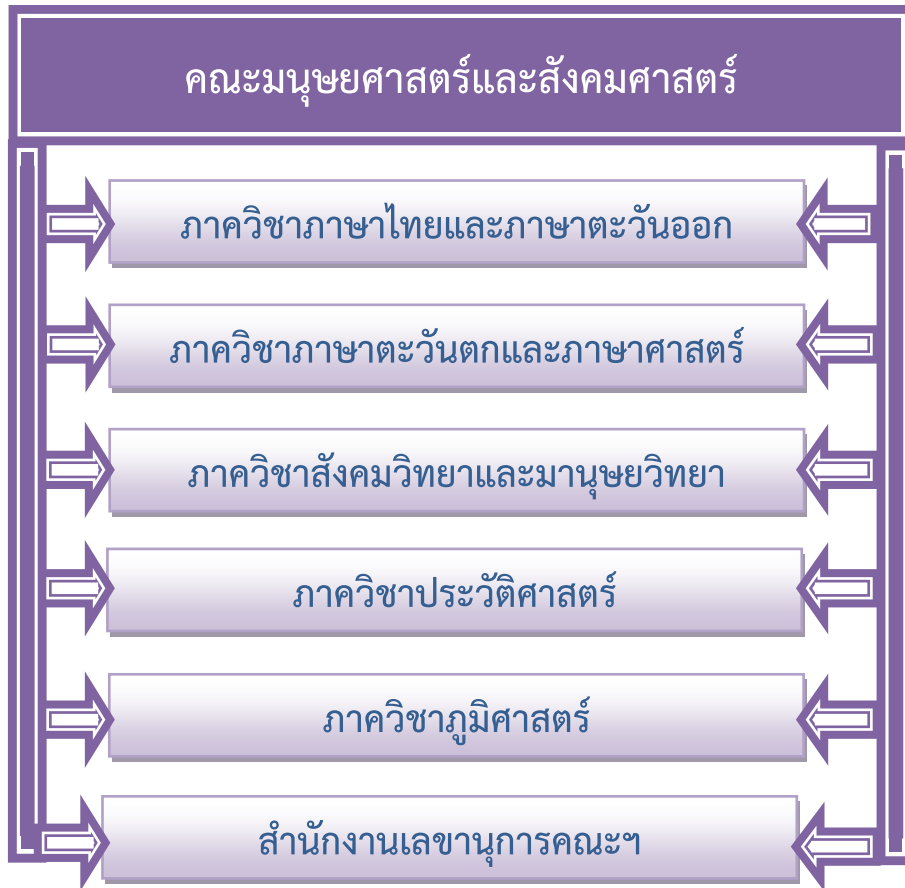 คณะมนุษยศาสตร์และสังคมศาสตร์
ภาควิชาภาษาไทยและภาษาตะวันออก
ภาควิชาภาษาตะวันตกและภาษาศาสตร์
ภาควิชาสังคมวิทยาและมานุษยวิทยา
ภาควิชาประวัติศาสตร์
ภาควิชาภูมิศาสตร์
สำนักงานเลขานุการคณะฯ